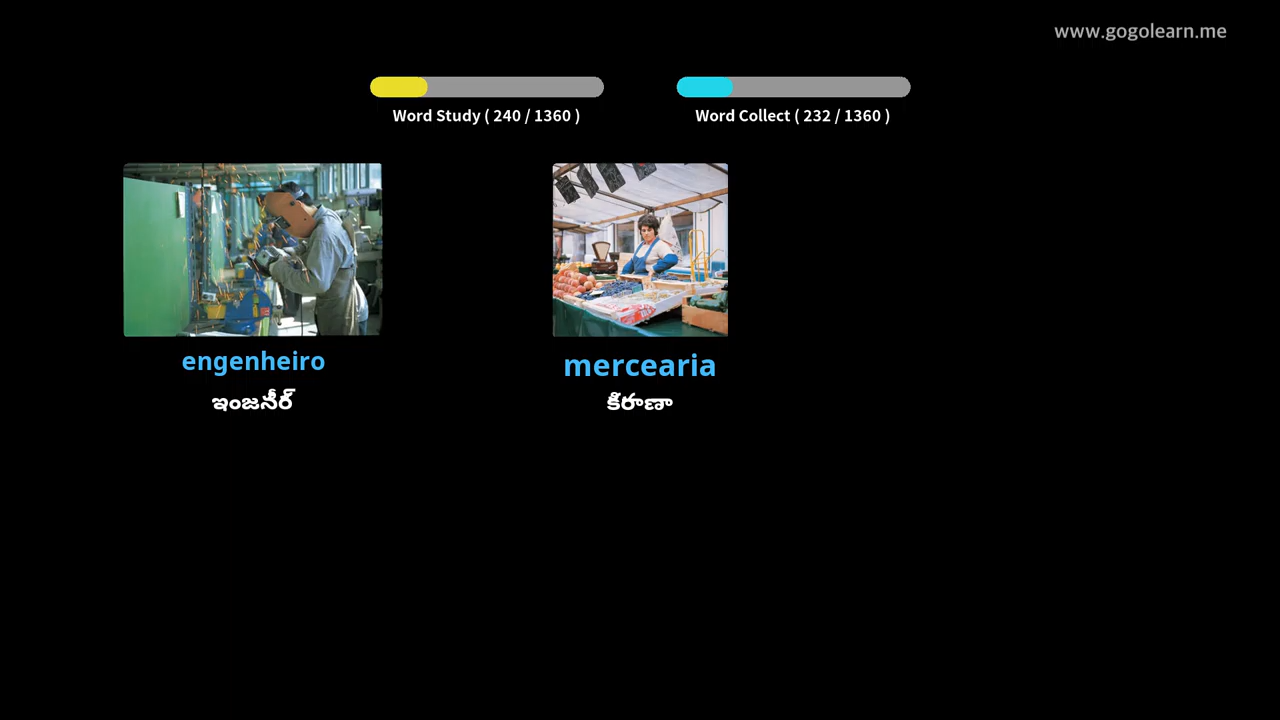 www.gogolearn.me
Word Study ( 240 / 1360 )
Word Collect ( 232 / 1360 )
engenheiro
mercearia
ఇంజనీర్
కిరాణా